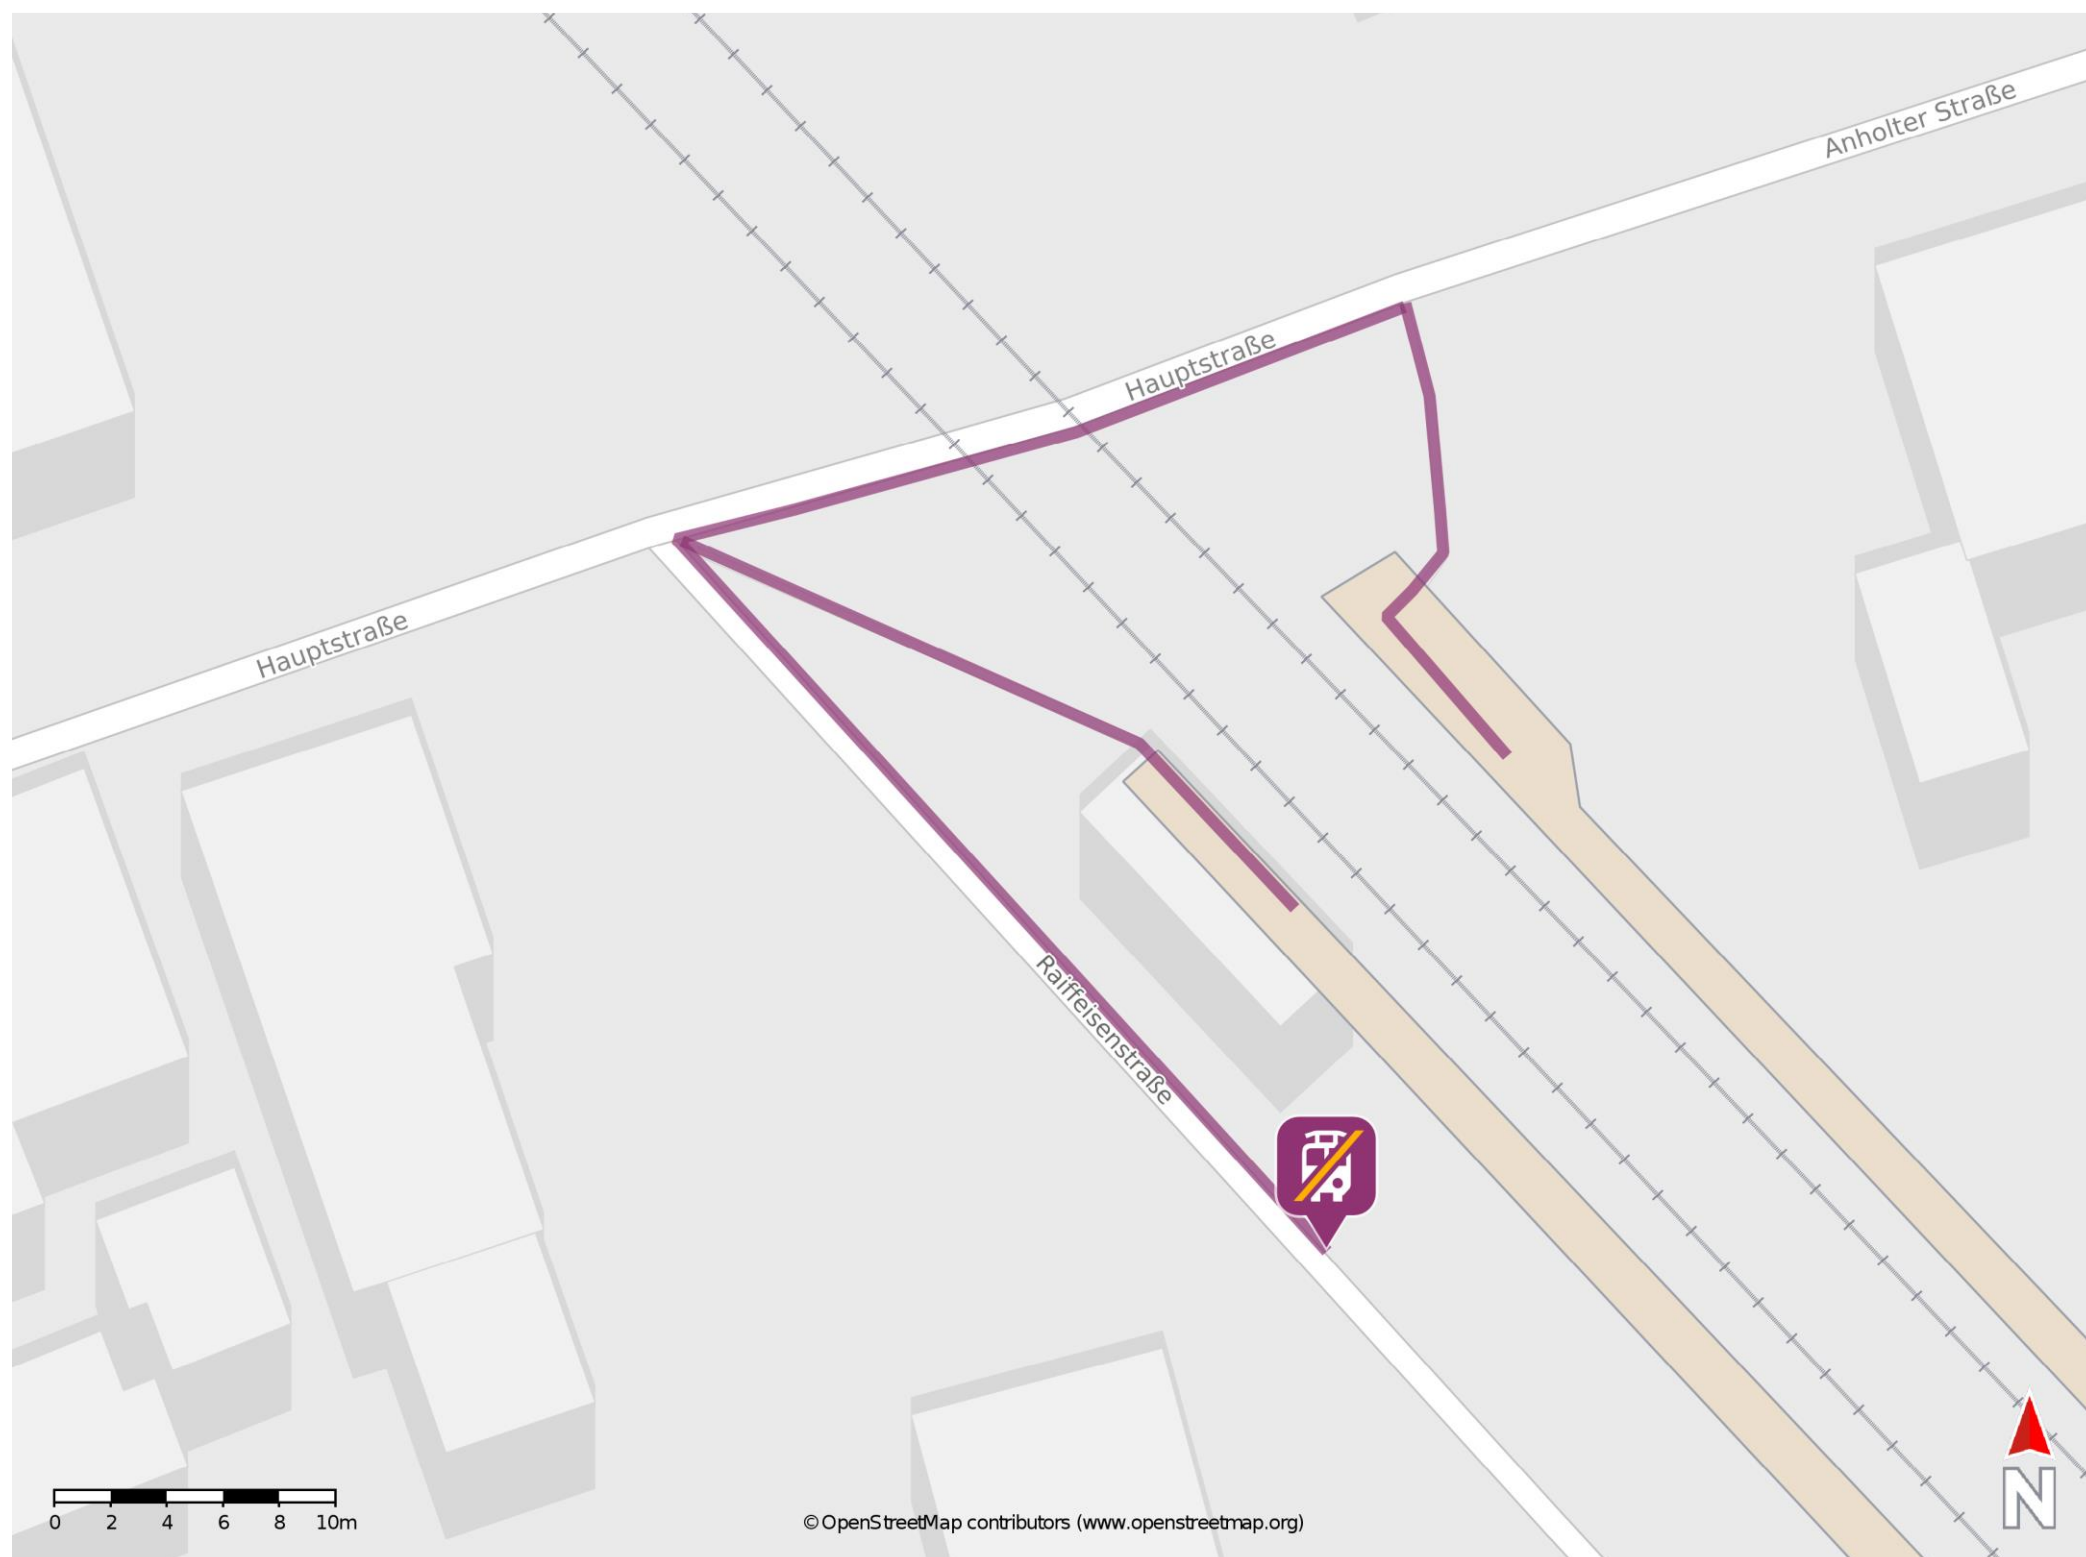 Anholter Straße
Hauptstraße
Hauptstraße
Raiffeisenstraße
N
0 2 4 6 8 10m
© OpenStreetMap contributors (www.openstreetmap.org)